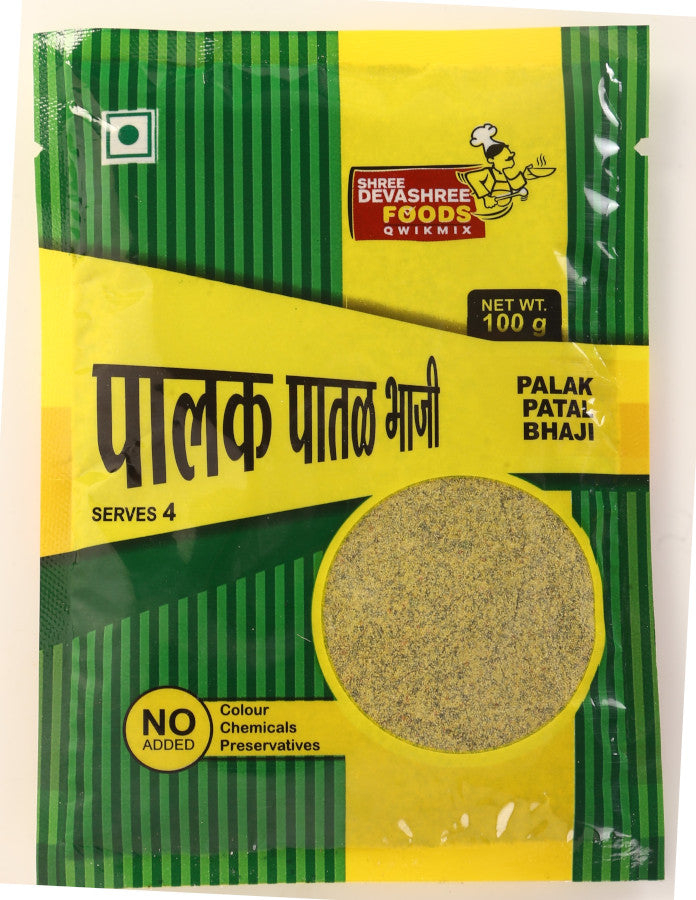 SHREE
DEVASHREE
FOODS
QWIKMIX
NET WT.
100 g
पालक पातळ भाजी
PALAK
PATAL
BHAJI
SERVES 4
NO
ADDED
Colour
Chemicals
Preservatives